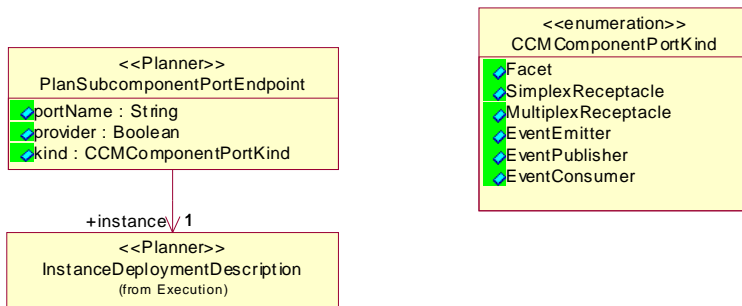 <<Planner>>
PlanSubcomponentPortEndpoint
portName : String
provider : Boolean
kind : CCMComponentPortKind
+instance 1
<<Planner>>
InstanceDeploymentDescription
(from Execution)
<<enumeration>>
CCMComponentPortKind
Facet
SimplexReceptacle
MultiplexReceptacle
EventEmitter
EventPublisher
EventConsumer